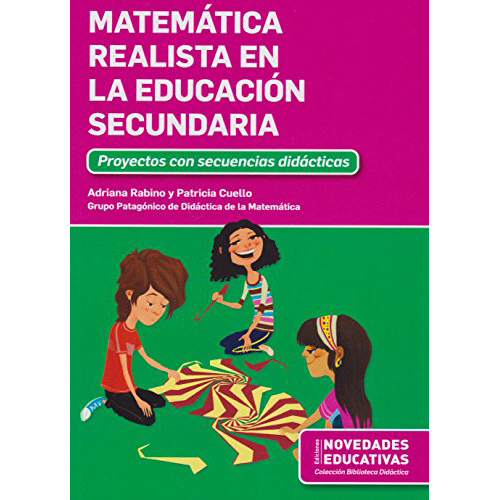 MATEMÁTICA
REALISTA EN
LA EDUCACIÓN
SECUNDARIA
Proyectos con secuencias didácticas
Adriana Rabino y Patricia Cuello
Grupo Patagónico de Didáctica de la Matemática
Ediciones
NOVEDADES
EDUCATIVAS
Colección Biblioteca Didáctica